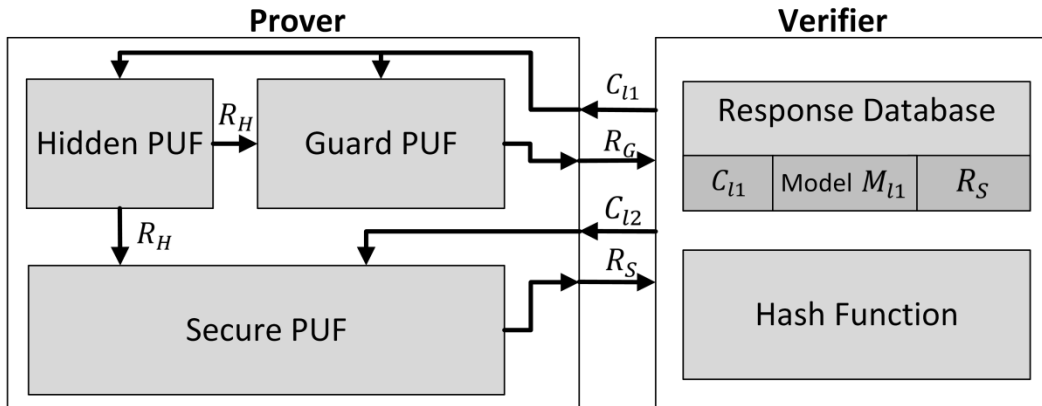 Prover
Verifier
Hidden PUF
R_H
Guard PUF
C_{l1}
R_G
R_H
C_{l2}
R_S
Secure PUF
Response Database
C_{l1}
Model M_{l1}
R_S
Hash Function